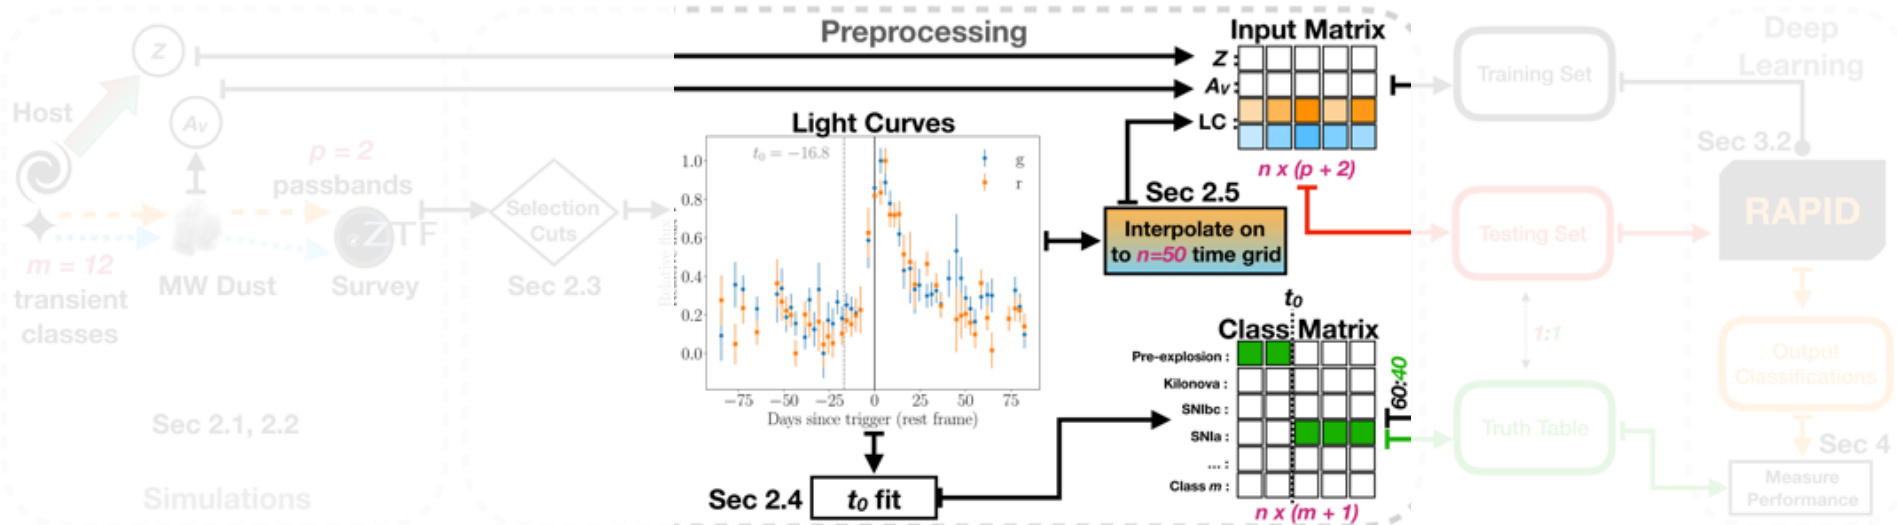 Host
Z
Av
m = 12
transient
classes
p = 2
passbands
MW Dust
ZTF
Survey
Sec 2.1, 2.2
Simulations
Selection
Cuts
Sec 2.3
Preprocessing
Light Curves
t0 = −16.8
g
r
1.0
0.8
0.6
0.4
0.2
0.0
−75 −50 −25 0 25 50 75
Days since trigger (rest frame)
Sec 2.4
t0 fit
Sec 2.5
Interpolate on
to n=50 time grid
Input Matrix
Z :
Av :
LC :
n x (p + 2)
t0
Class Matrix
Pre-explosion :
Kilonova :
SNIbc :
SNIa :
... :
Class m :
n x (m + 1)
60:40
Training Set
Testing Set
1:1
Truth Table
Deep
Learning
Sec 3.2
RAPID
Output
Classifications
Sec 4
Measure
Performance